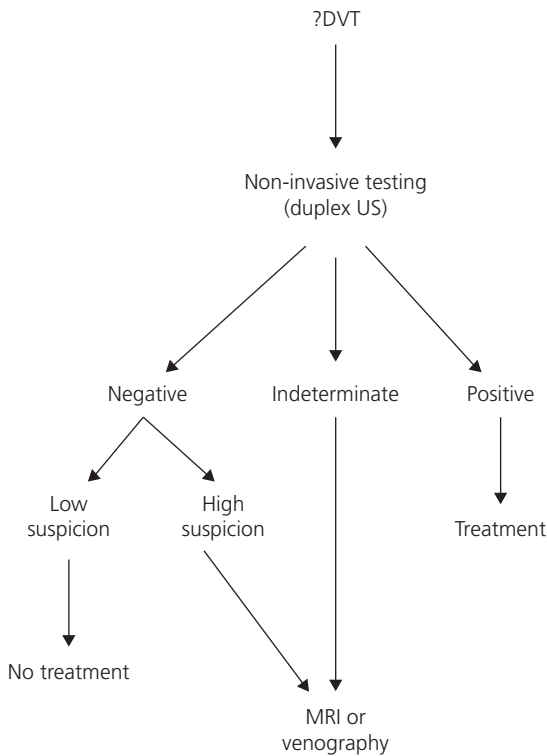 ?DVT
Non-invasive testing
(duplex US)
Negative
Indeterminate
Positive
Low
suspicion
High
suspicion
Treatment
No treatment
MRI or
venography